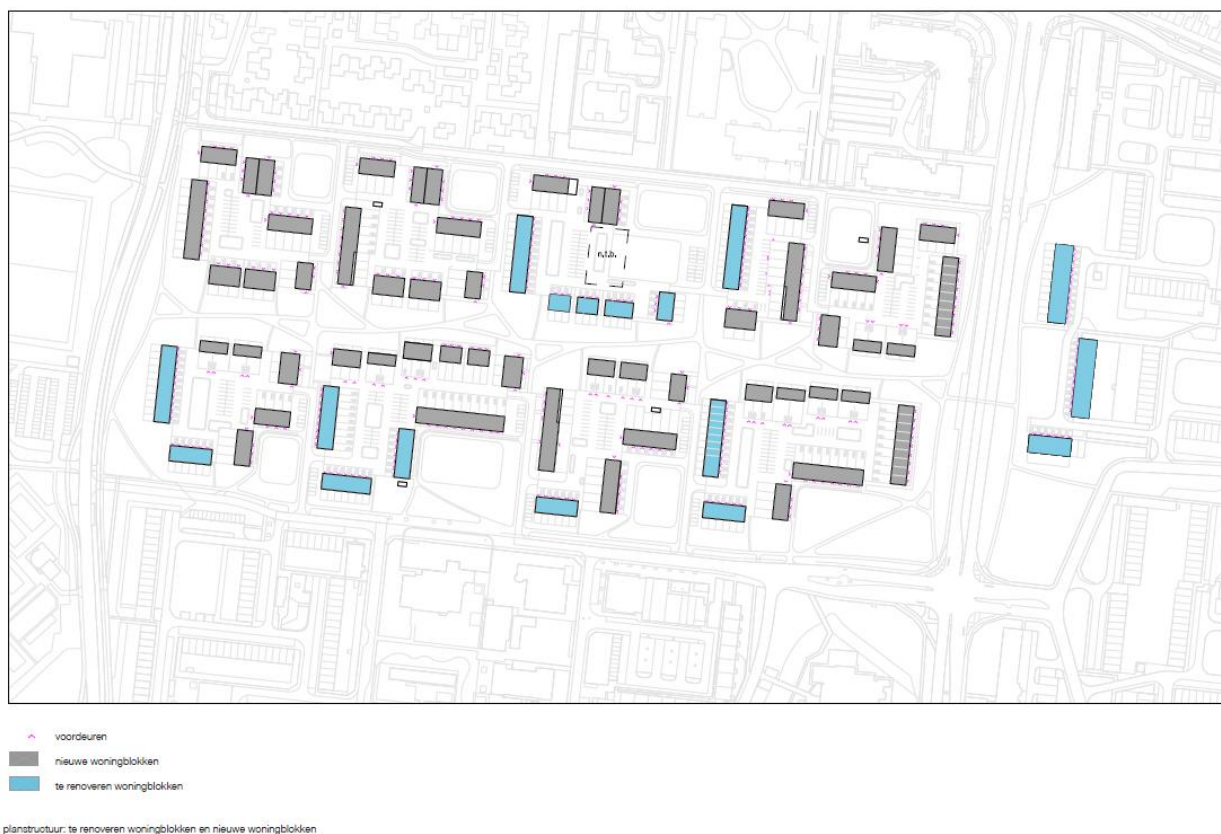 n.t.b.
voordeuren
nieuwe woningblokken
te renoveren woningblokken
planstructuur: te renoveren woningblokken en nieuwe woningblokken